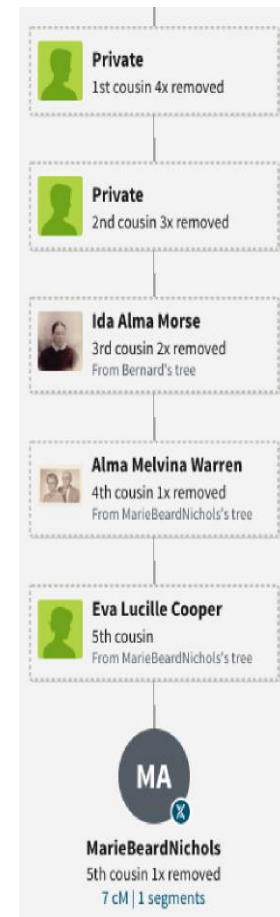 Private
1st cousin 4x removed
Private
2nd cousin 3x removed
Ida Alma Morse
3rd cousin 2x removed
From Bernard's tree
Alma Melvina Warren
4th cousin 1x removed
From MarieBeardNichols's tree
Eva Lucille Cooper
5th cousin
From MarieBeardNichols's tree
MA
MarieBeardNichols
5th cousin 1x removed
7 cM | 1 segments